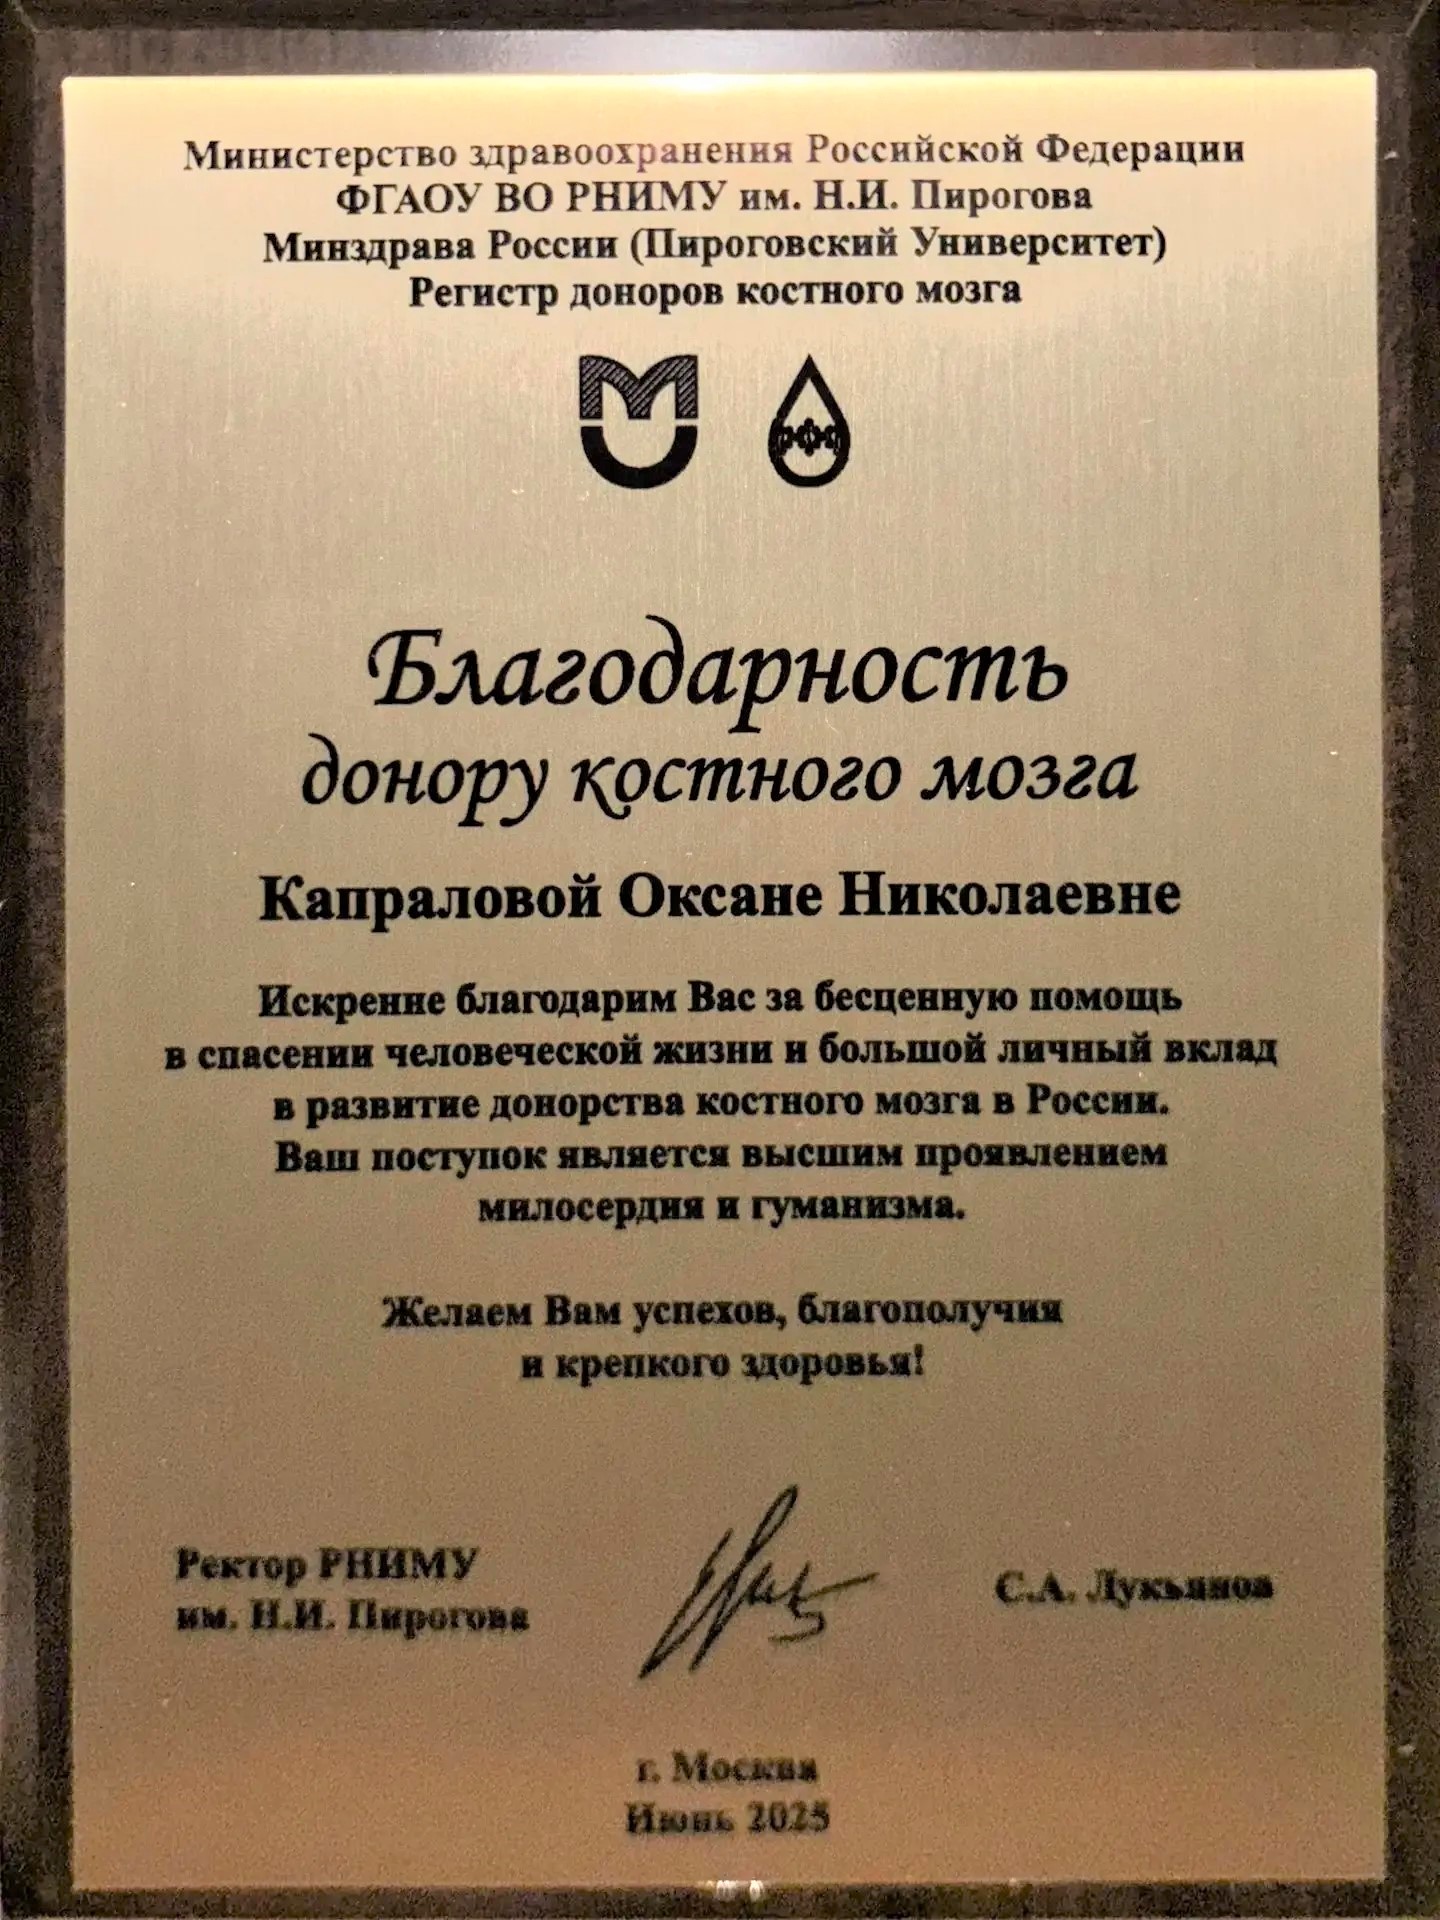 Министерство здравоохранения Российской Федерации
ФГАОУ ВО РНИМУ им. Н.И. Пирогова
Минздрава России (Пироговский Университет)
Регистр доноров костного мозга
Благодарность
донору костного мозга
Капраловой Оксане Николаевне
Искренне благодарим Вас за бесценную помощь
в спасении человеческой жизни и большой личный вклад
в развитие донорства костного мозга в России.
Ваш поступок является высшим проявлением
милосердия и гуманизма.
Желаем Вам успехов, благополучия
и крепкого здоровья!
Ректор РНИМУ
им. Н.И. Пирогова
С.А. Лукьянов
г. Москва
Июнь 2025